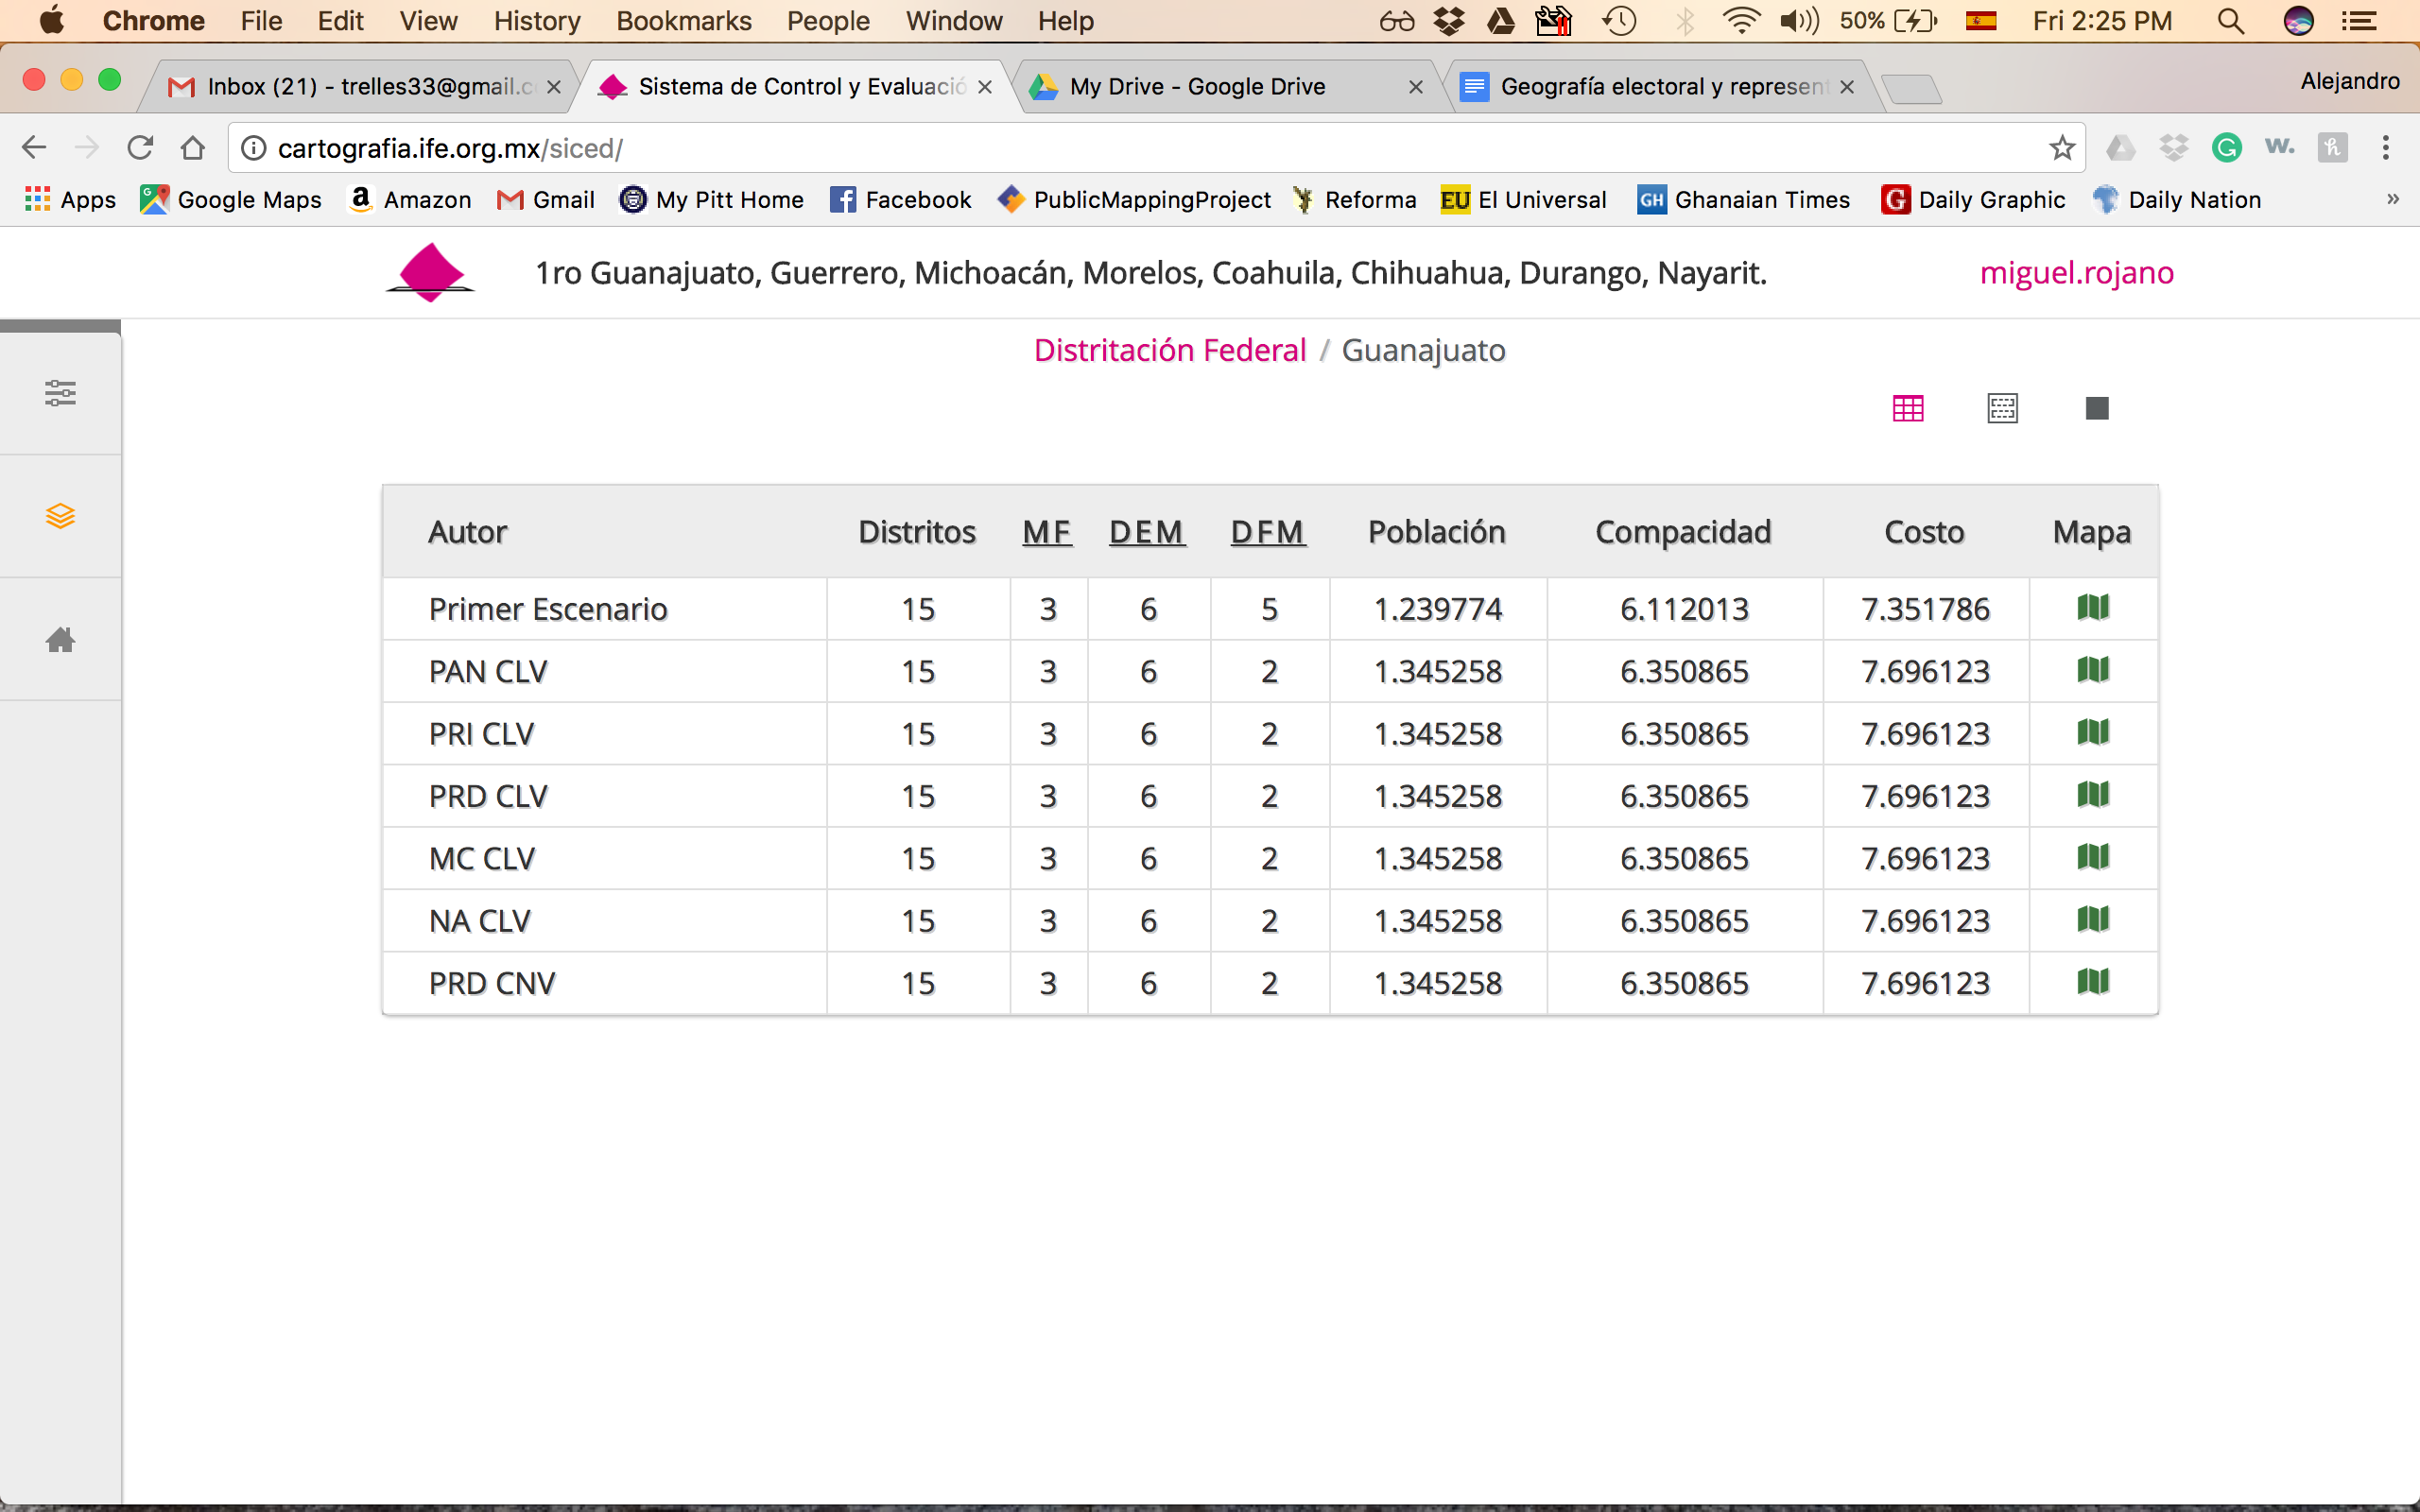 Chrome File Edit View History Bookmarks People Window Help 50% Fri 2:25 PM
Inbox (21) - trelles33@gmail.c Sistema de Control y Evaluació My Drive - Google Drive Geografía electoral y represent Alejandro
cartografia.ife.org.mx/siced/
Apps Google Maps Amazon Gmail My Pitt Home Facebook PublicMappingProject Reforma EU El Universal GH Ghanaian Times G Daily Graphic Daily Nation »
1ro Guanajuato, Guerrero, Michoacán, Morelos, Coahuila, Chihuahua, Durango, Nayarit. miguel.rojano
Distritación Federal / Guanajuato
Autor Distritos MF DEM DFM Población Compacidad Costo Mapa
Primer Escenario 15 3 6 5 1.239774 6.112013 7.351786
PAN CLV 15 3 6 2 1.345258 6.350865 7.696123
PRI CLV 15 3 6 2 1.345258 6.350865 7.696123
PRD CLV 15 3 6 2 1.345258 6.350865 7.696123
MC CLV 15 3 6 2 1.345258 6.350865 7.696123
NA CLV 15 3 6 2 1.345258 6.350865 7.696123
PRD CNV 15 3 6 2 1.345258 6.350865 7.696123